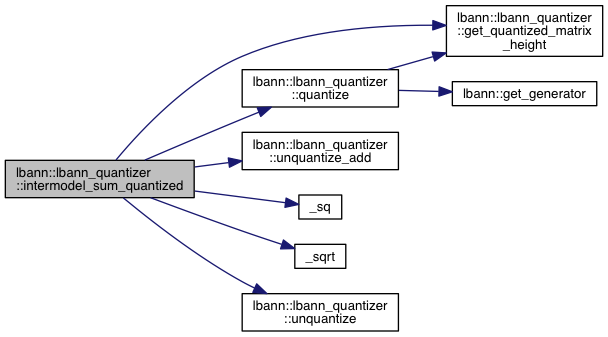 lbann::lbann_quantizer
::get_quantized_matrix
_height
lbann::lbann_quantizer
::quantize
lbann::get_generator
lbann::lbann_quantizer
::unquantize_add
lbann::lbann_quantizer
::intermodel_sum_quantized
_sq
_sqrt
lbann::lbann_quantizer
::unquantize